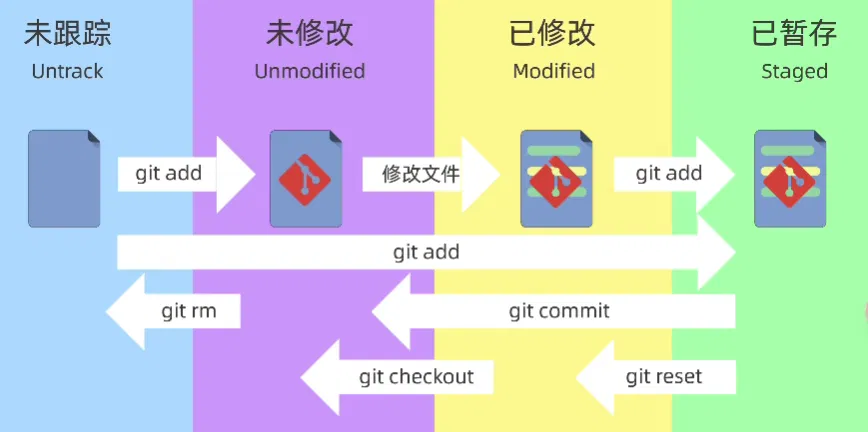 未跟踪
未修改
已修改
已暂存
Untrack
Unmodified
Modified
Staged
git add
修改文件
git add
git add
git rm
git commit
git checkout
git reset